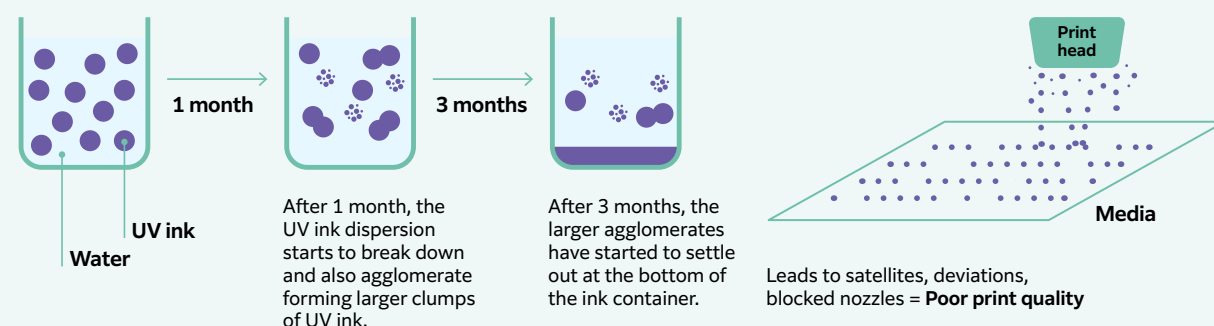 1 month
3 months
UV ink
Water
After 1 month, the
UV ink dispersion
starts to break down
and also agglomerate
forming larger clumps
of UV ink.
After 3 months, the
larger agglomerates
have started to settle
out at the bottom of
the ink container.
Print
head
Media
Leads to satellites, deviations,
blocked nozzles = Poor print quality